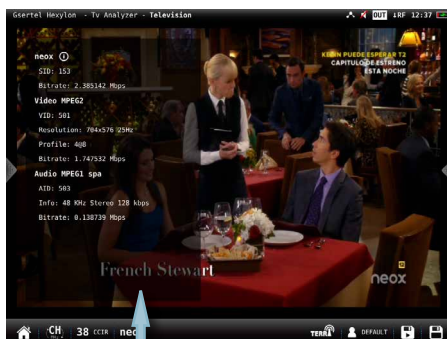 Gsertel Hexylon - Tv Analyzer - Television
OUT RF 12:37
neox
SID: 153
Bitrate: 2.385142 Mbps
Video MPEG2
VID: 501
Resolution: 704x576 25Hz
Profile: 4@8
Bitrate: 1.747532 Mbps
Audio MPEG1 spa
AID: 503
Info: 48 KHz Stereo 128 kbps
Bitrate: 0.138739 Mbps
PUEDE ESPERAR T2
CAPITULO DE ESTRENO
ESTA NOCHE
French Stewart
neox
CH
38 CCIR
TERR
DEFAULT